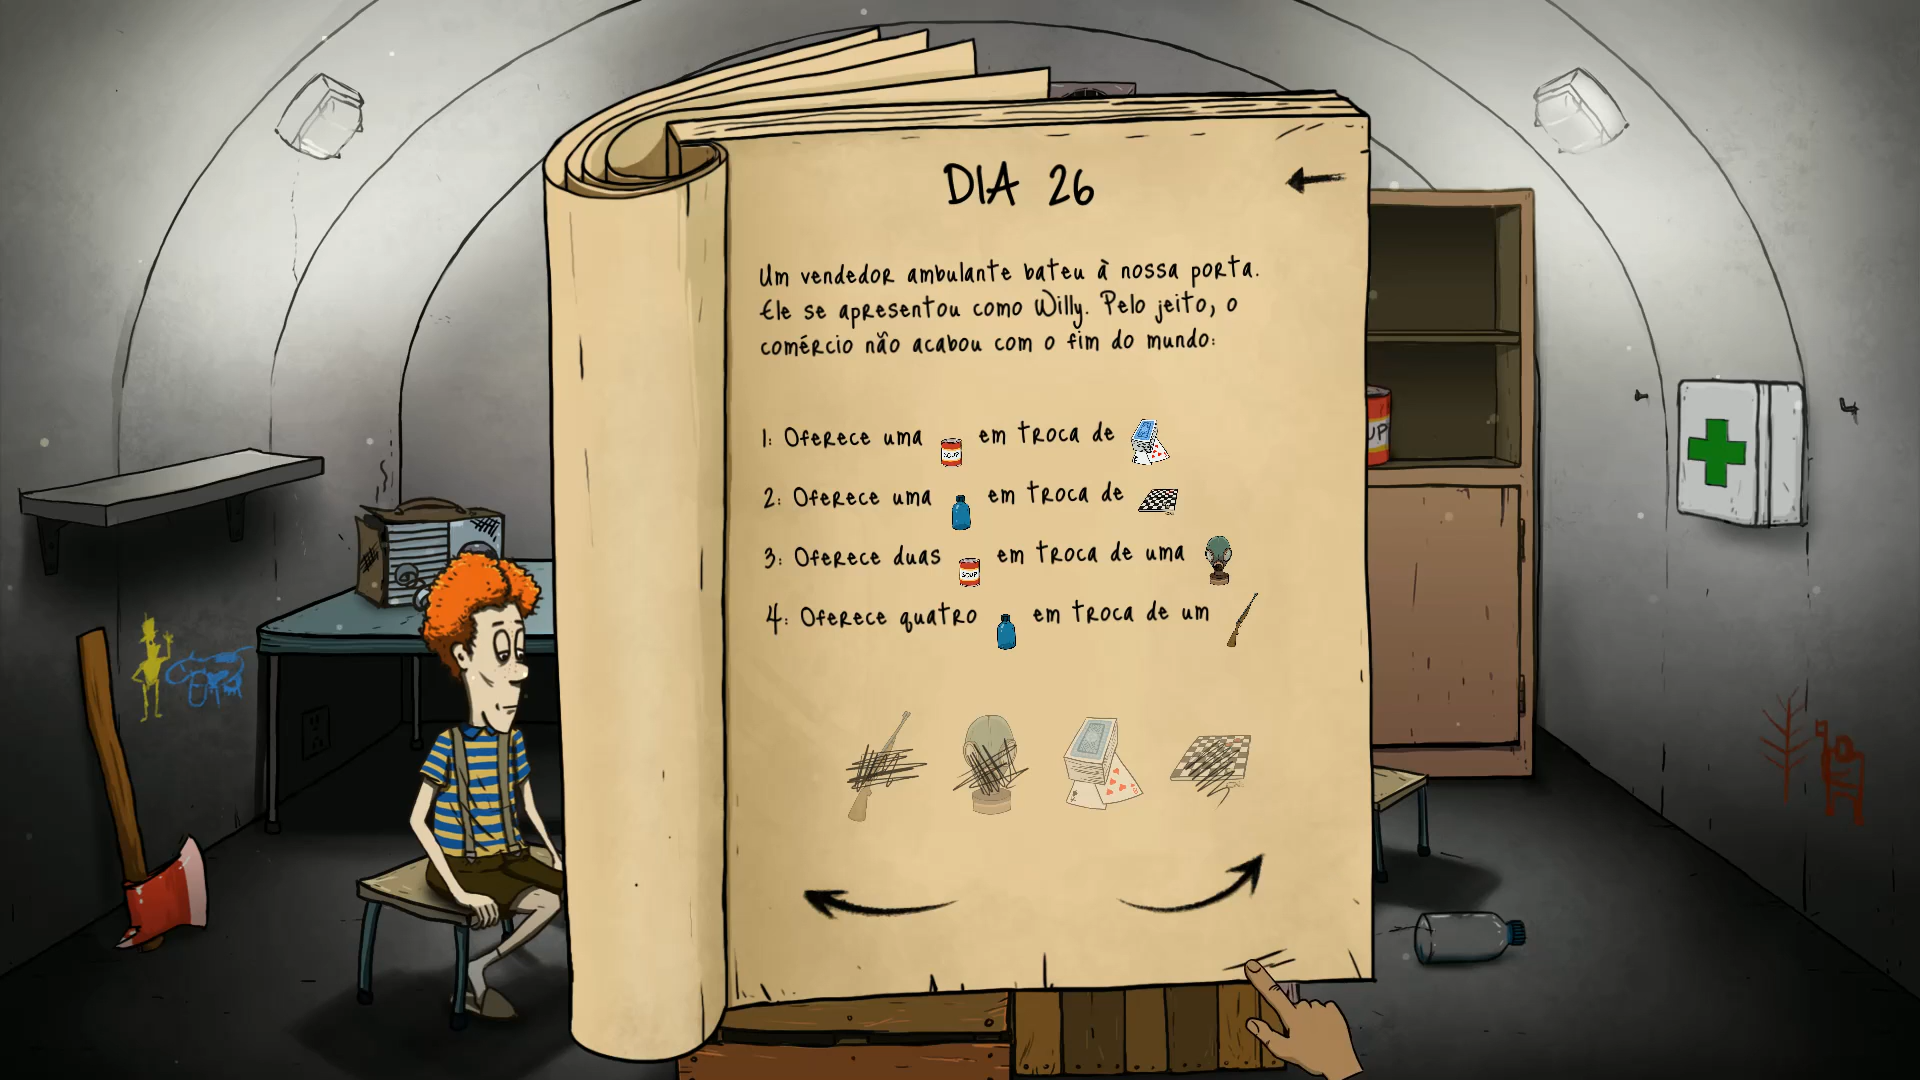 DIA 26
Um vendedor ambulante bateu à nossa porta.
Ele se apresentou como Willy. Pelo jeito, o
comércio não acabou com o fim do mundo:
1: Oferece uma SOUP em troca de
2: Oferece uma em troca de
3: Oferece duas SOUP em troca de uma
4: Oferece quatro em troca de um